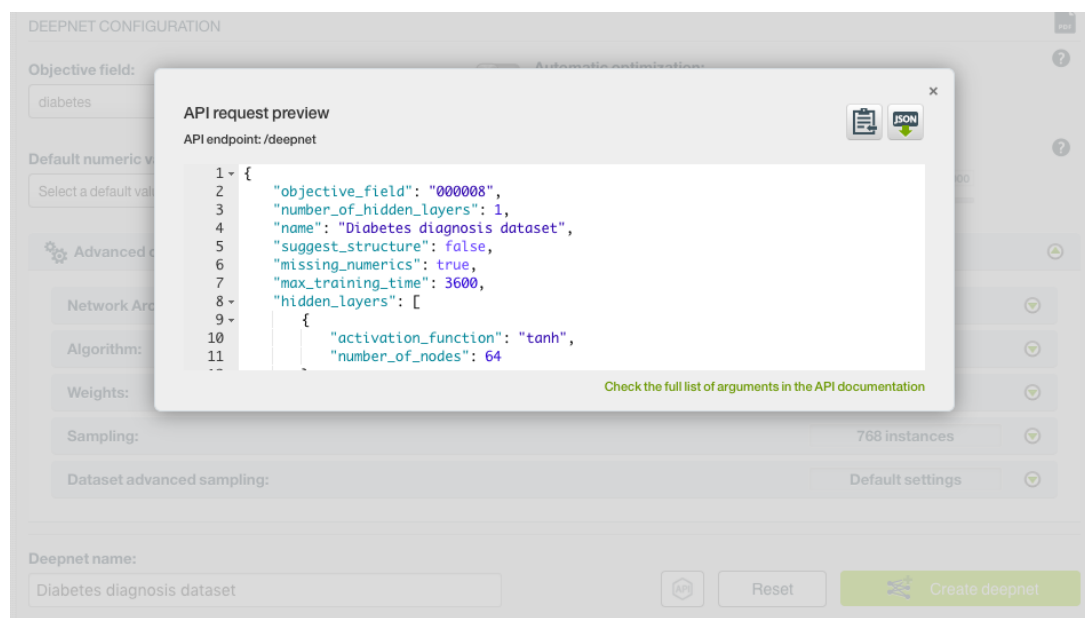 DEEPNET CONFIGURATION
PDF
Objective field:
Automatic optimization:
diabetes
API request preview
API endpoint: /deepnet
JSON
Default numeric v
Select a default val
1 {
2 "objective_field": "000008",
3 "number_of_hidden_layers": 1,
4 "name": "Diabetes diagnosis dataset",
5 "suggest_structure": false,
6 "missing_numerics": true,
7 "max_training_time": 3600,
8 "hidden_layers": [
9 {
10 "activation_function": "tanh",
11 "number_of_nodes": 64
Check the full list of arguments in the API documentation
Advanced
Network Arc
Algorithm:
Weights:
Sampling:
768 instances
Dataset advanced sampling:
Default settings
Deepnet name:
Diabetes diagnosis dataset
API
Reset
Create deepnet